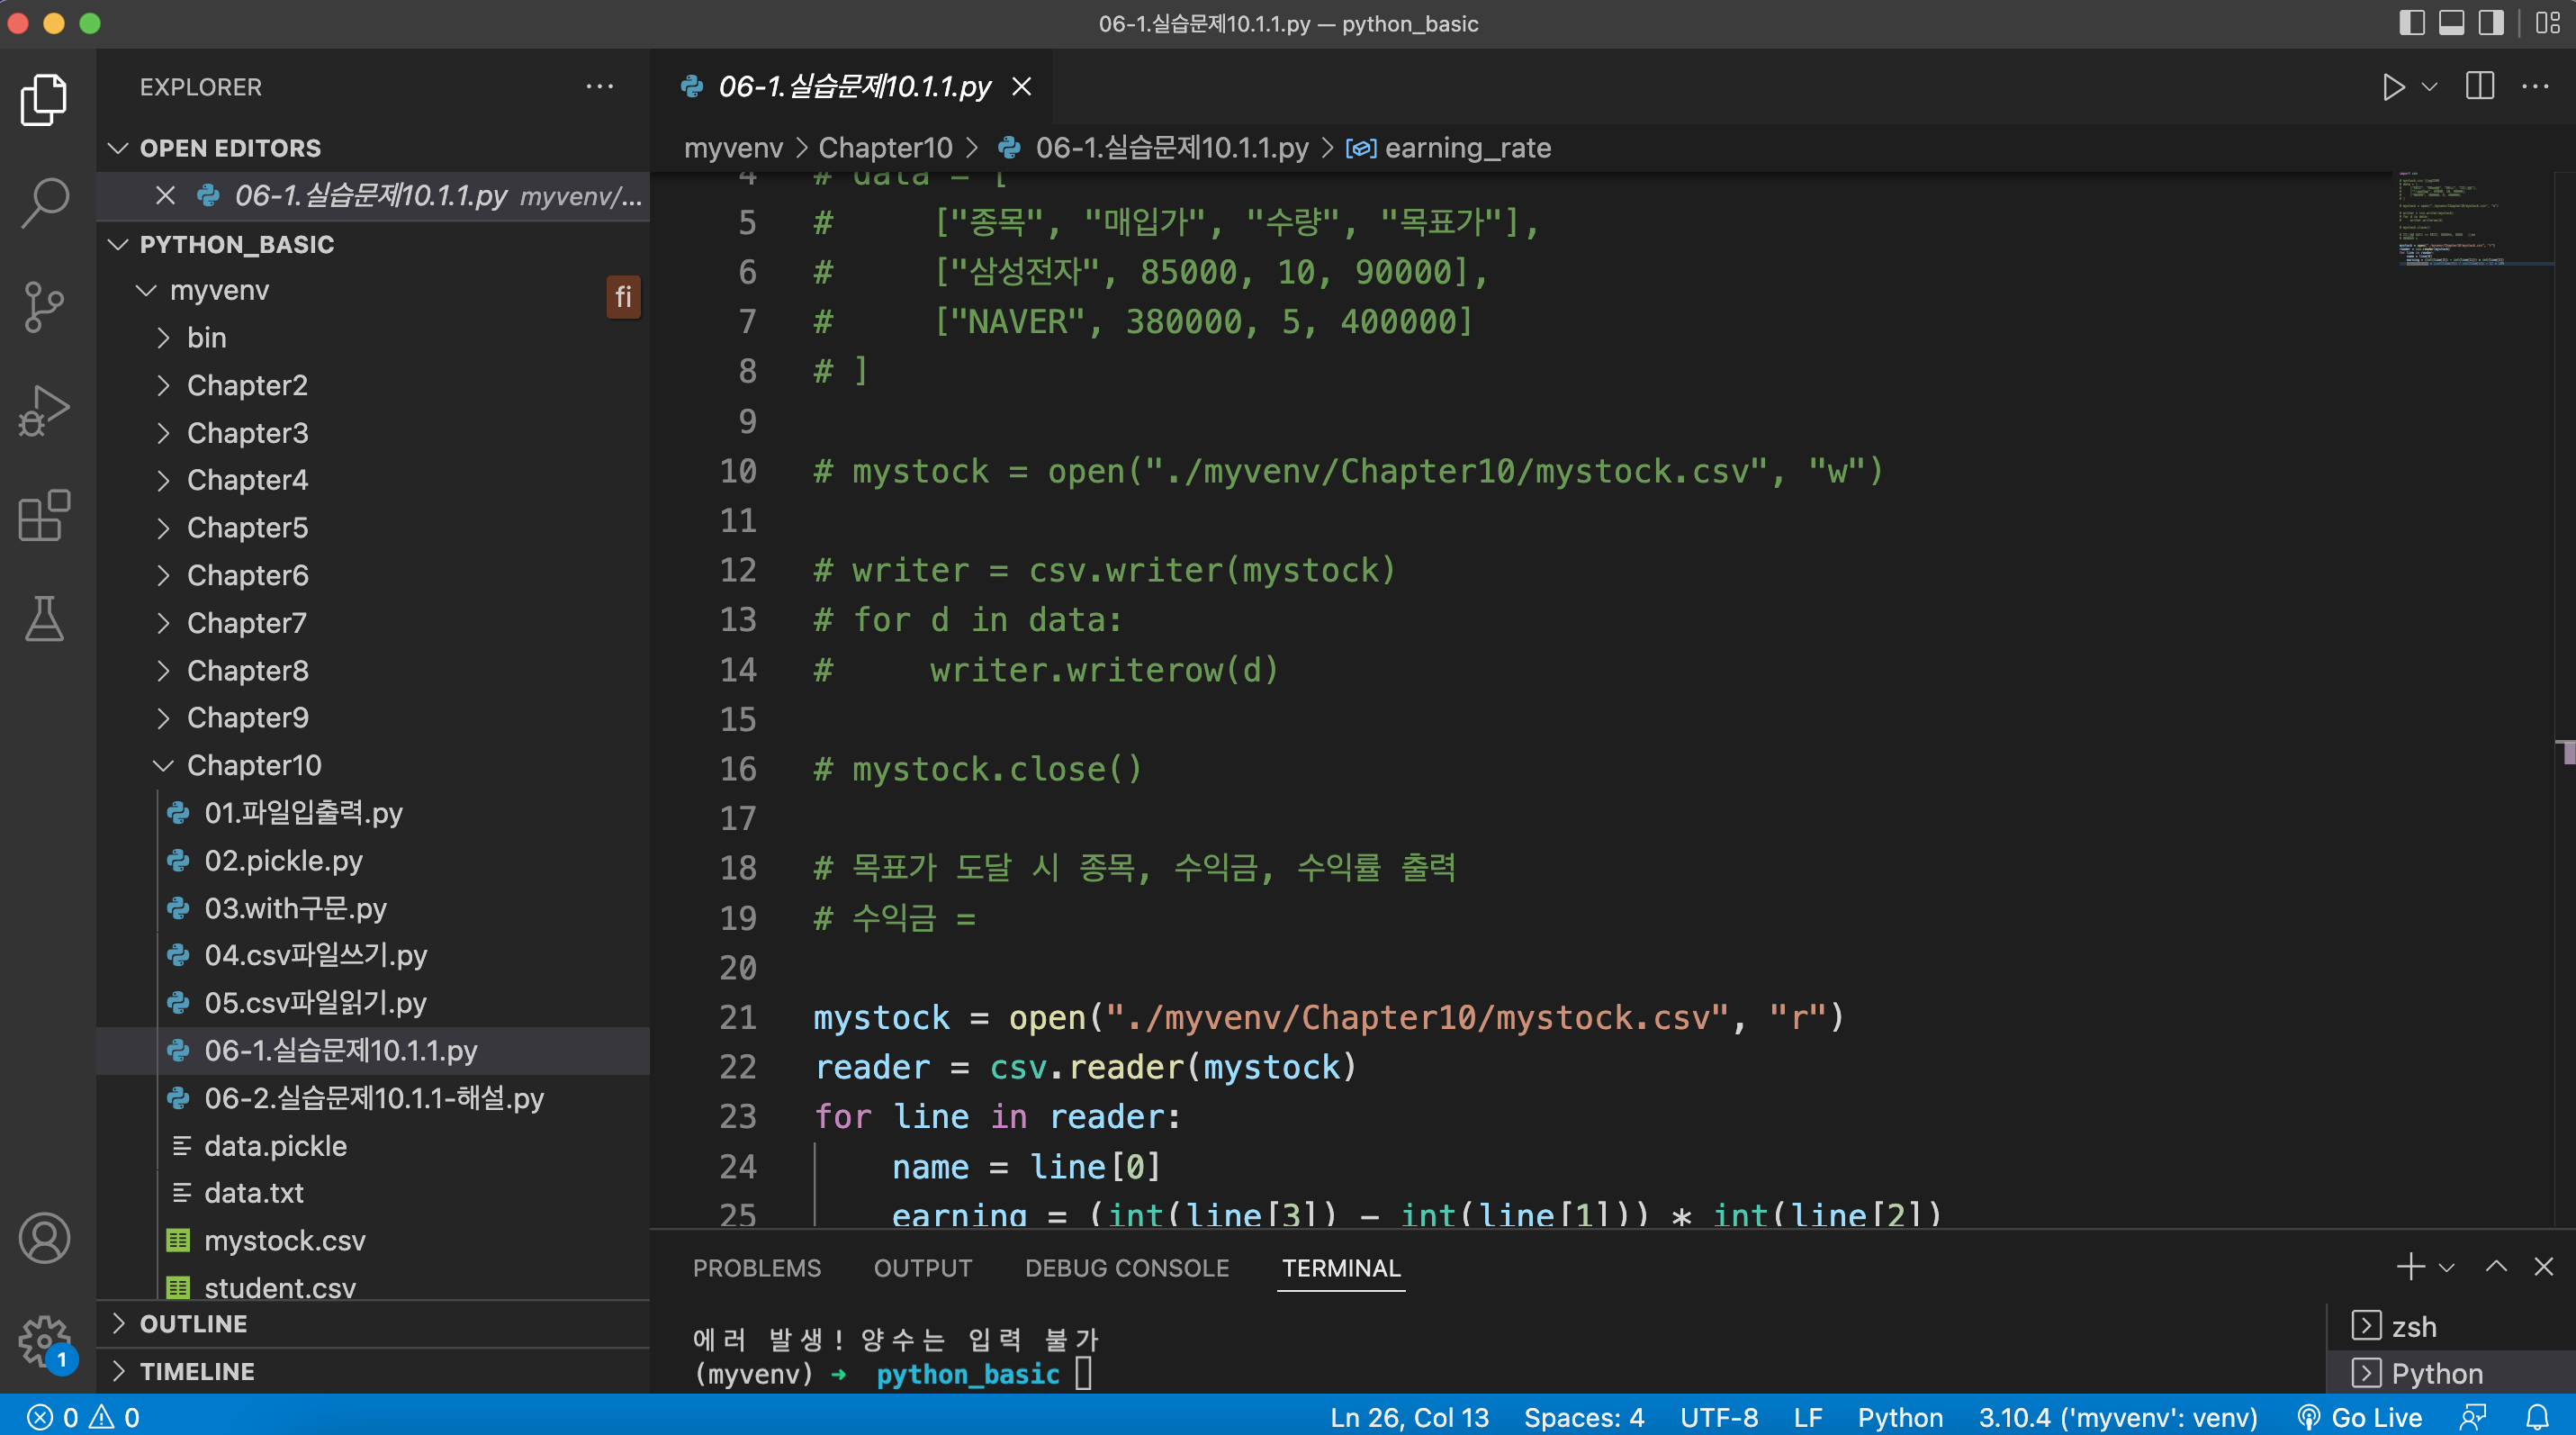 06-1.실습문제10.1.1.py — python_basic
EXPLORER
OPEN EDITORS
06-1.실습문제10.1.1.py myvenv/...
PYTHON_BASIC
myvenv
fi
bin
Chapter2
Chapter3
Chapter4
Chapter5
Chapter6
Chapter7
Chapter8
Chapter9
Chapter10
01.파일입출력.py
02.pickle.py
03.with구문.py
04.csv파일쓰기.py
05.csv파일읽기.py
06-1.실습문제10.1.1.py
06-2.실습문제10.1.1-해설.py
data.pickle
data.txt
mystock.csv
student.csv
OUTLINE
TIMELINE
1
06-1.실습문제10.1.1.py
myvenv > Chapter10 > 06-1.실습문제10.1.1.py > earning_rate
4 # data = [
5 #     ["종목", "매입가", "수량", "목표가"],
6 #     ["삼성전자", 85000, 10, 90000],
7 #     ["NAVER", 380000, 5, 400000]
8 # ]
9
10 # mystock = open("./myvenv/Chapter10/mystock.csv", "w")
11
12 # writer = csv.writer(mystock)
13 # for d in data:
14 #     writer.writerow(d)
15
16 # mystock.close()
17
18 # 목표가 도달 시 종목, 수익금, 수익률 출력
19 # 수익금 =
20
21 mystock = open("./myvenv/Chapter10/mystock.csv", "r")
22 reader = csv.reader(mystock)
23 for line in reader:
24     name = line[0]
25     earning = (int(line[3]) - int(line[1])) * int(line[2])
PROBLEMS OUTPUT DEBUG CONSOLE TERMINAL
에러 발생! 양수는 입력 불가
(myvenv) ➜ python_basic
zsh
Python
0 0 Ln 26, Col 13 Spaces: 4 UTF-8 LF Python 3.10.4 ('myvenv': venv) Go Live